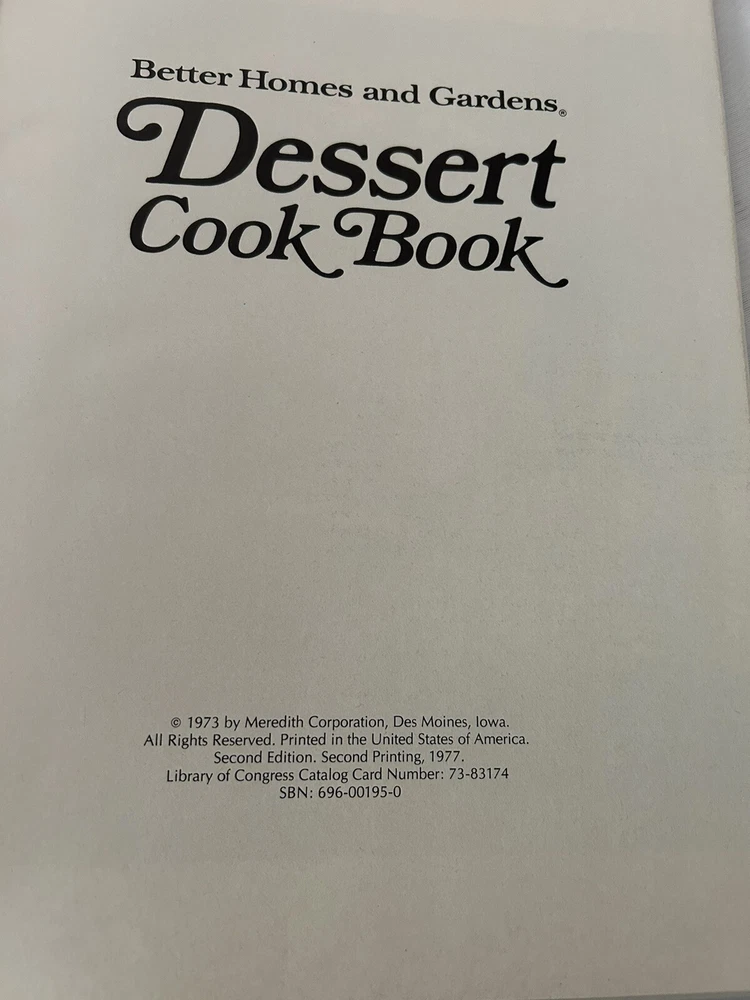 Better Homes and Gardens®
Dessert
Cook Book
© 1973 by Meredith Corporation, Des Moines, Iowa.
All Rights Reserved. Printed in the United States of America.
Second Edition. Second Printing, 1977.
Library of Congress Catalog Card Number: 73-83174
SBN: 696-00195-0